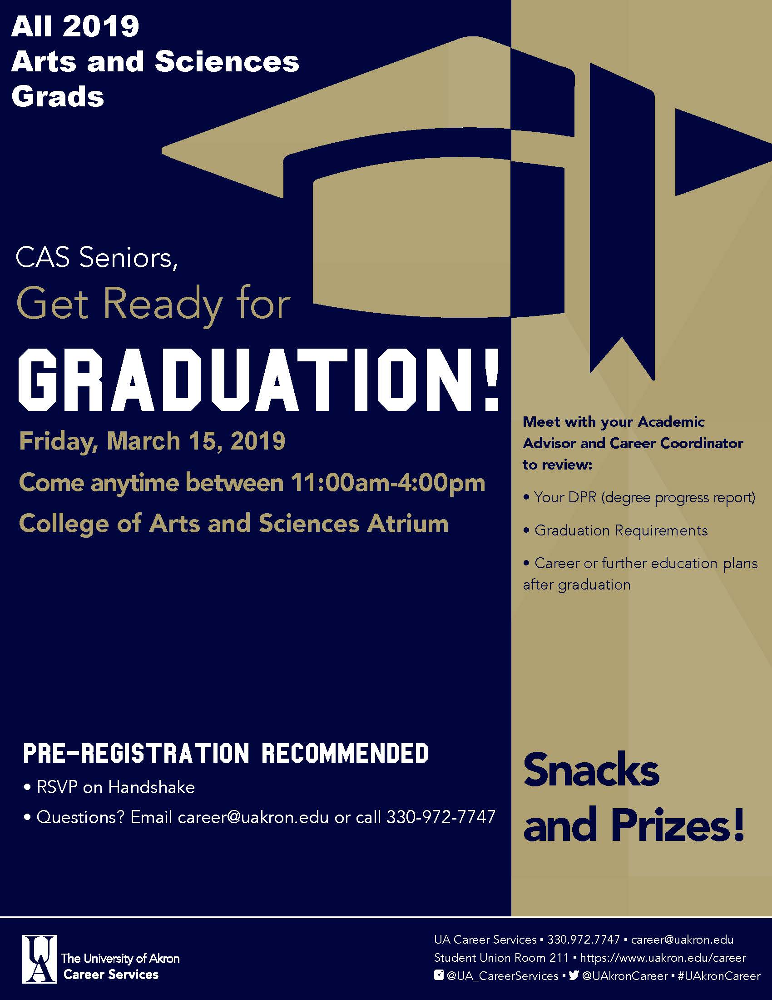 All 2019
Arts and Sciences
Grads
CAS Seniors,
Get Ready for
GRADUATION!
Friday, March 15, 2019
Come anytime between 11:00am-4:00pm
College of Arts and Sciences Atrium
Meet with your Academic
Advisor and Career Coordinator
to review:
• Your DPR (degree progress report)
• Graduation Requirements
• Career or further education plans
after graduation
PRE-REGISTRATION RECOMMENDED
• RSVP on Handshake
• Questions? Email career@uakron.edu or call 330-972-7747
Snacks
and Prizes!
UA
The University of Akron
Career Services
UA Career Services ▪ 330.972.7747 ▪ career@uakron.edu
Student Union Room 211 ▪ https://www.uakron.edu/career
@UA_CareerServices ▪ @UAkronCareer ▪ #UAkronCareer